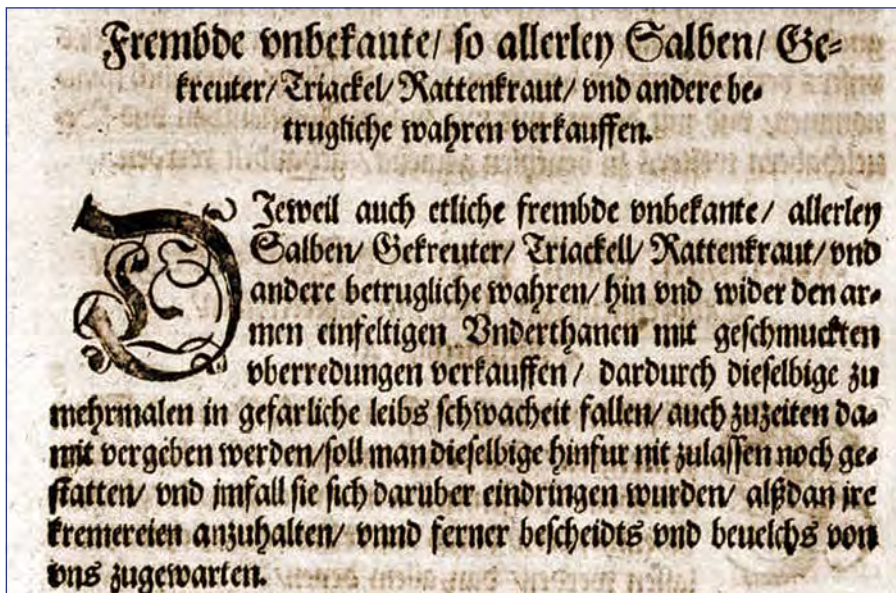 Frembde vnbekante/ so allerley Salben/ Ge-
kreuter/ Triackel/ Rattenkraut/ vnd andere be-
trugliche wahren verkauffen.
DJeweil auch etliche frembde vnbekante/ allerley
Salben/ Gekreuter/ Triackell/ Rattenkraut/ vnd
andere betrugliche wahren/ hin vnd wider den ar-
men einfeltigen Vnderthanen mit geschmuckten
vberredungen verkauffen/ dardurch dieselbige zu
mehrmalen in gefarliche leibs schwacheit fallen/ auch zuzeiten da-
mit vergeben werden/ soll man dieselbige hinfur nit zulassen noch ge-
statten/ vnd jmfall sie sich daruber eindringen wurden/ alßdan jre
kremereien anzuhalten/ vnnd ferner bescheidts vnd beuelchs von
vns zugewarten.